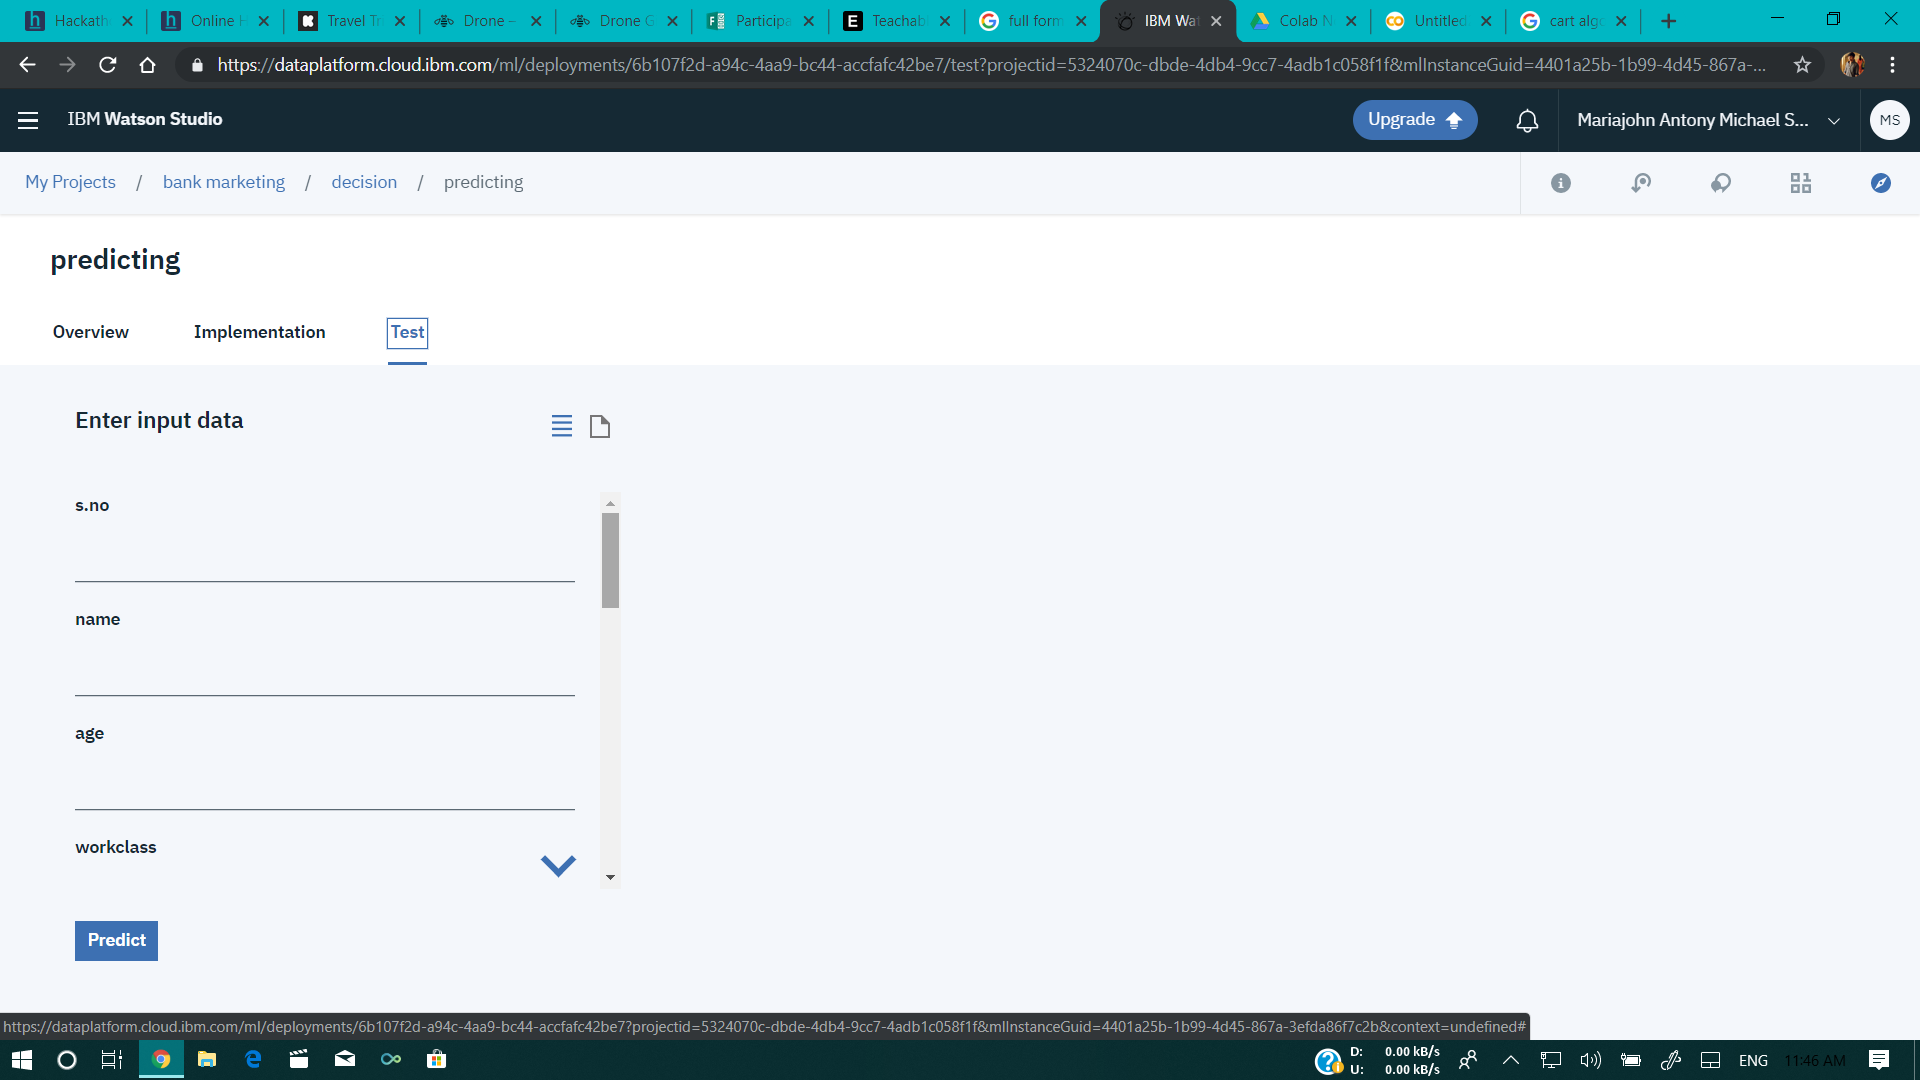 Hackath
Online H
Travel Tr
Drone –
Drone G
Participa
Teachab
full form
IBM Wat
Colab N
Untitled
cart algo
https://dataplatform.cloud.ibm.com/ml/deployments/6b107f2d-a94c-4aa9-bc44-accfafc42be7/test?projectid=5324070c-dbde-4db4-9cc7-4adb1c058f1f&mlInstanceGuid=4401a25b-1b99-4d45-867a-...
IBM Watson Studio
Upgrade
Mariajohn Antony Michael S...
MS
My Projects / bank marketing / decision / predicting
predicting
Overview
Implementation
Test
Enter input data
s.no
name
age
workclass
Predict
https://dataplatform.cloud.ibm.com/ml/deployments/6b107f2d-a94c-4aa9-bc44-accfafc42be7?projectid=5324070c-dbde-4db4-9cc7-4adb1c058f1f&mlInstanceGuid=4401a25b-1b99-4d45-867a-3efda86f7c2b&context=undefined#
D: 0.00 kB/s
U: 0.00 kB/s
ENG
11:46 AM